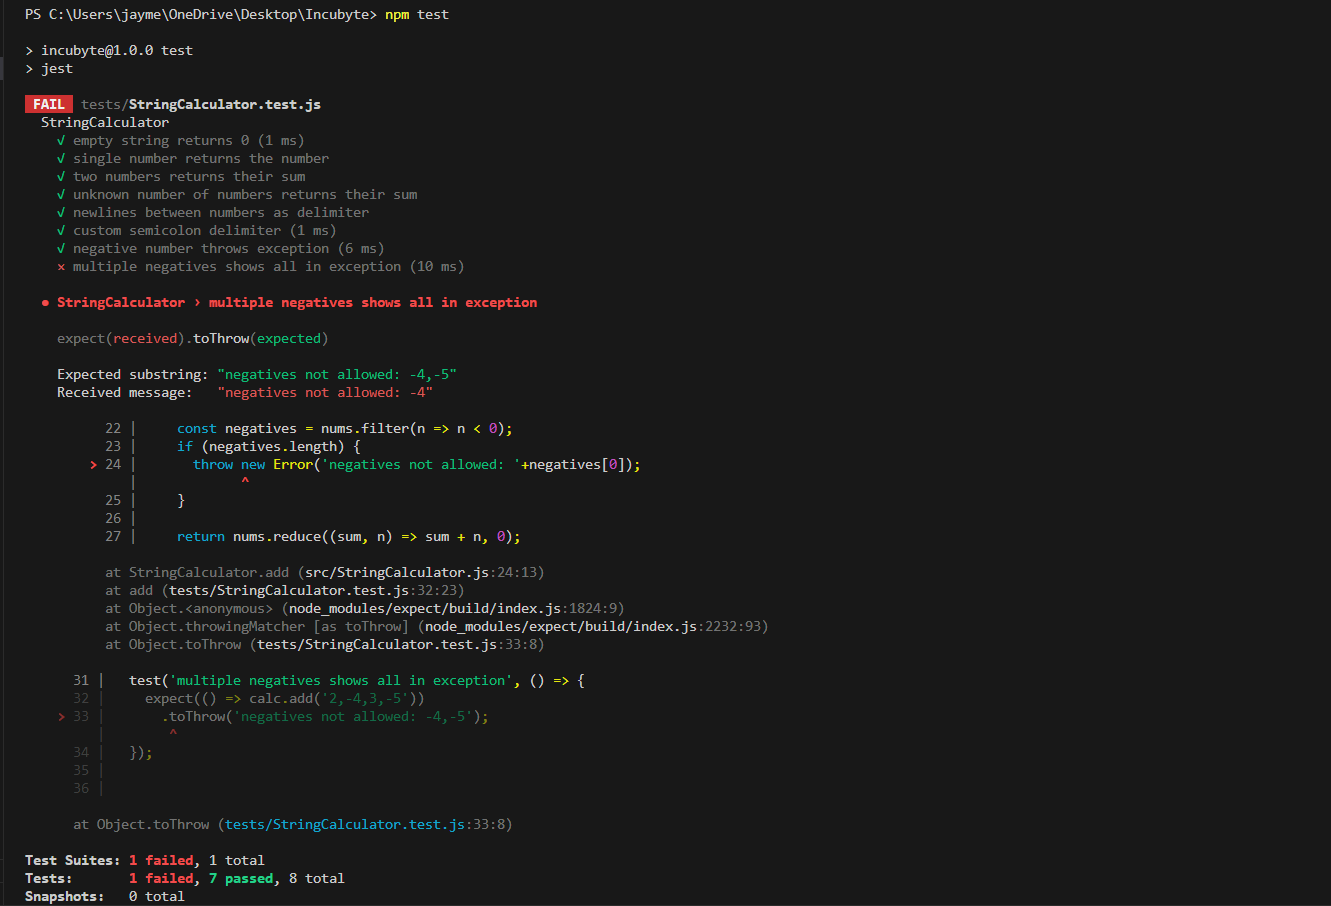 PS C:\Users\jayme\OneDrive\Desktop\Incubyte> npm test
> incubyte@1.0.0 test
> jest
FAIL tests/StringCalculator.test.js
StringCalculator
√ empty string returns 0 (1 ms)
√ single number returns the number
√ two numbers returns their sum
√ unknown number of numbers returns their sum
√ newlines between numbers as delimiter
√ custom semicolon delimiter (1 ms)
√ negative number throws exception (6 ms)
× multiple negatives shows all in exception (10 ms)
● StringCalculator › multiple negatives shows all in exception
expect(received).toThrow(expected)
Expected substring: "negatives not allowed: -4,-5"
Received message:   "negatives not allowed: -4"
22 |     const negatives = nums.filter(n => n < 0);
23 |     if (negatives.length) {
> 24 |       throw new Error('negatives not allowed: '+negatives[0]);
|             ^
25 |     }
26 |
27 |     return nums.reduce((sum, n) => sum + n, 0);
at StringCalculator.add (src/StringCalculator.js:24:13)
at add (tests/StringCalculator.test.js:32:23)
at Object.<anonymous> (node_modules/expect/build/index.js:1824:9)
at Object.throwingMatcher [as toThrow] (node_modules/expect/build/index.js:2232:93)
at Object.toThrow (tests/StringCalculator.test.js:33:8)
31 |   test('multiple negatives shows all in exception', () => {
32 |     expect(() => calc.add('2,-4,3,-5'))
> 33 |       .toThrow('negatives not allowed: -4,-5');
|        ^
34 |   });
35 |
36 |
at Object.toThrow (tests/StringCalculator.test.js:33:8)
Test Suites: 1 failed, 1 total
Tests:       1 failed, 7 passed, 8 total
Snapshots:   0 total